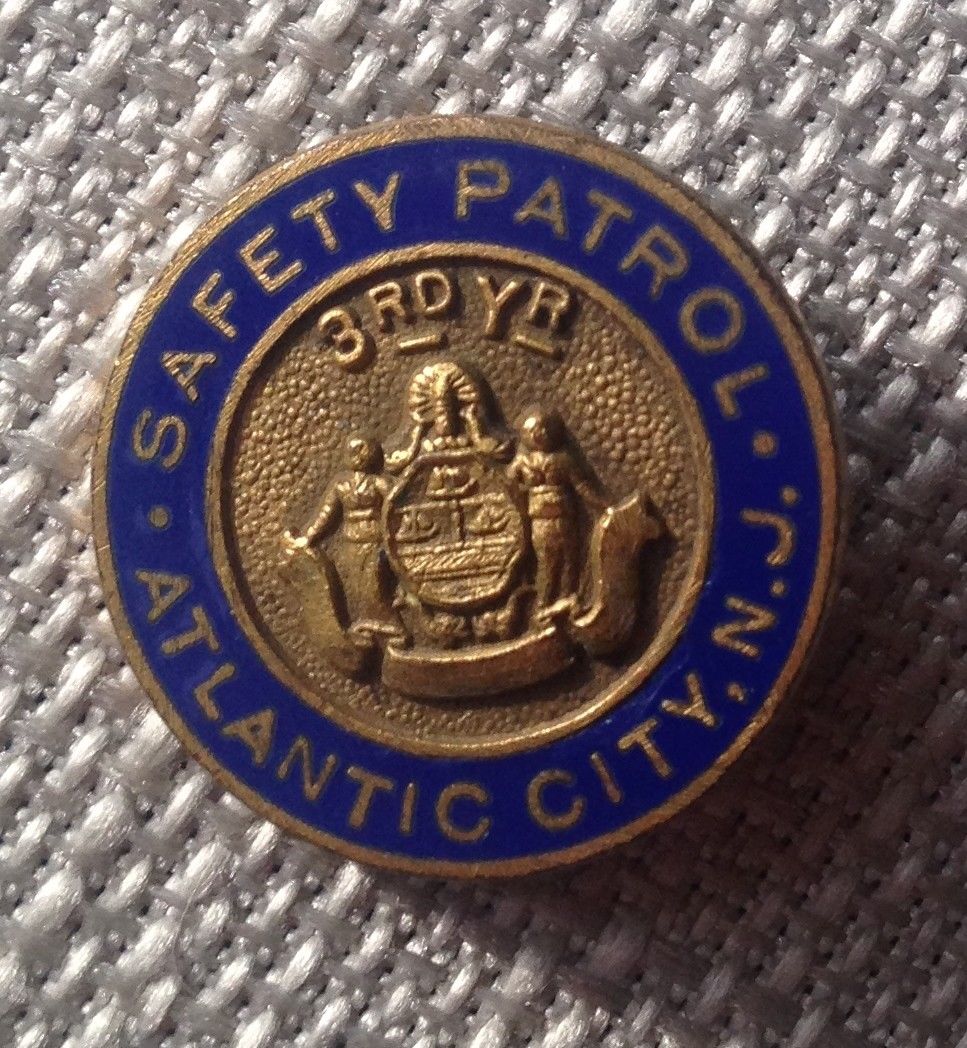 · SAFETY PATROL ·
ATLANTIC CITY, N.J.
3RD YR